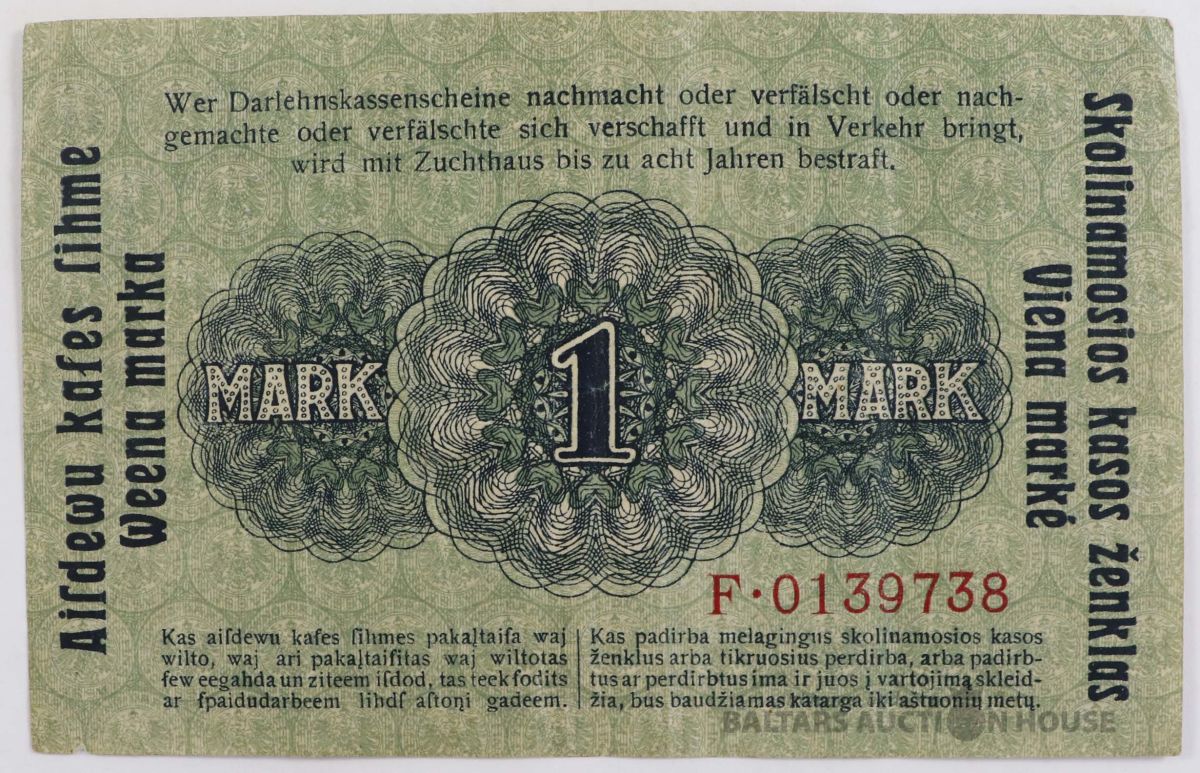 Wer Darlehnskassenscheine nachmacht oder verfälscht oder nach-
gemachte oder verfälschte sich verschafft und in Verkehr bringt,
wird mit Zuchthaus bis zu acht Jahren bestraft.
Aiſdewu kaſes ſihme
Weena marka
MARK
1
MARK
Skolinamosios kasos ženklas
Viena markė
F·0139738
Kas aiſdewu kaſes ſihmes pakaļtaiſa waj
wilto, waj ari pakaļtaiſitas waj wiltotas
ſew eegahda un ziteem iſdod, tas teek ſodits
ar ſpaidudarbeem lihdſ aſtoņi gadeem.
Kas padirba melagingus skolinamosios kasos
ženklus arba tikruosius perdirba, arba padirb-
tus ar perdirbtus ima ir juos į vartojimą skleid-
žia, bus baudžiamas katarga iki aštuonių metų.
BALTARS AUCTION HOUSE